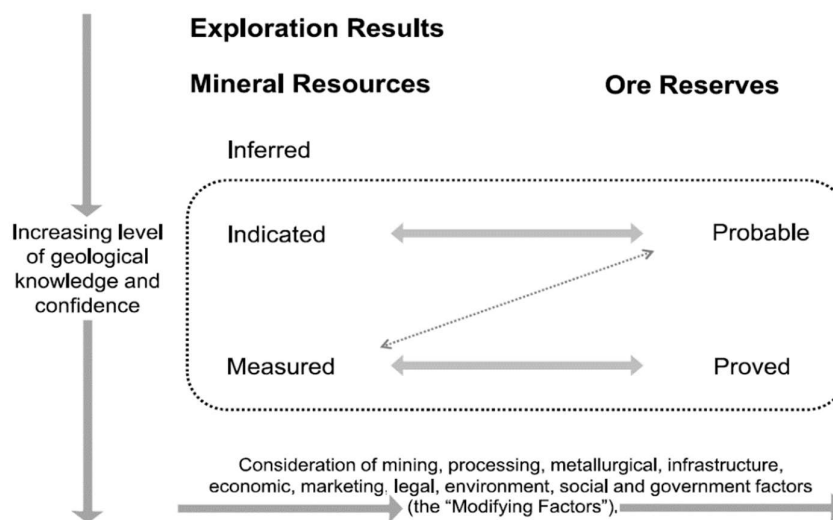 Exploration Results
Mineral Resources Ore Reserves
Inferred
Indicated Probable
Increasing level
of geological
knowledge and
confidence
Measured Proved
Consideration of mining, processing, metallurgical, infrastructure,
economic, marketing, legal, environment, social and government factors
(the “Modifying Factors”).